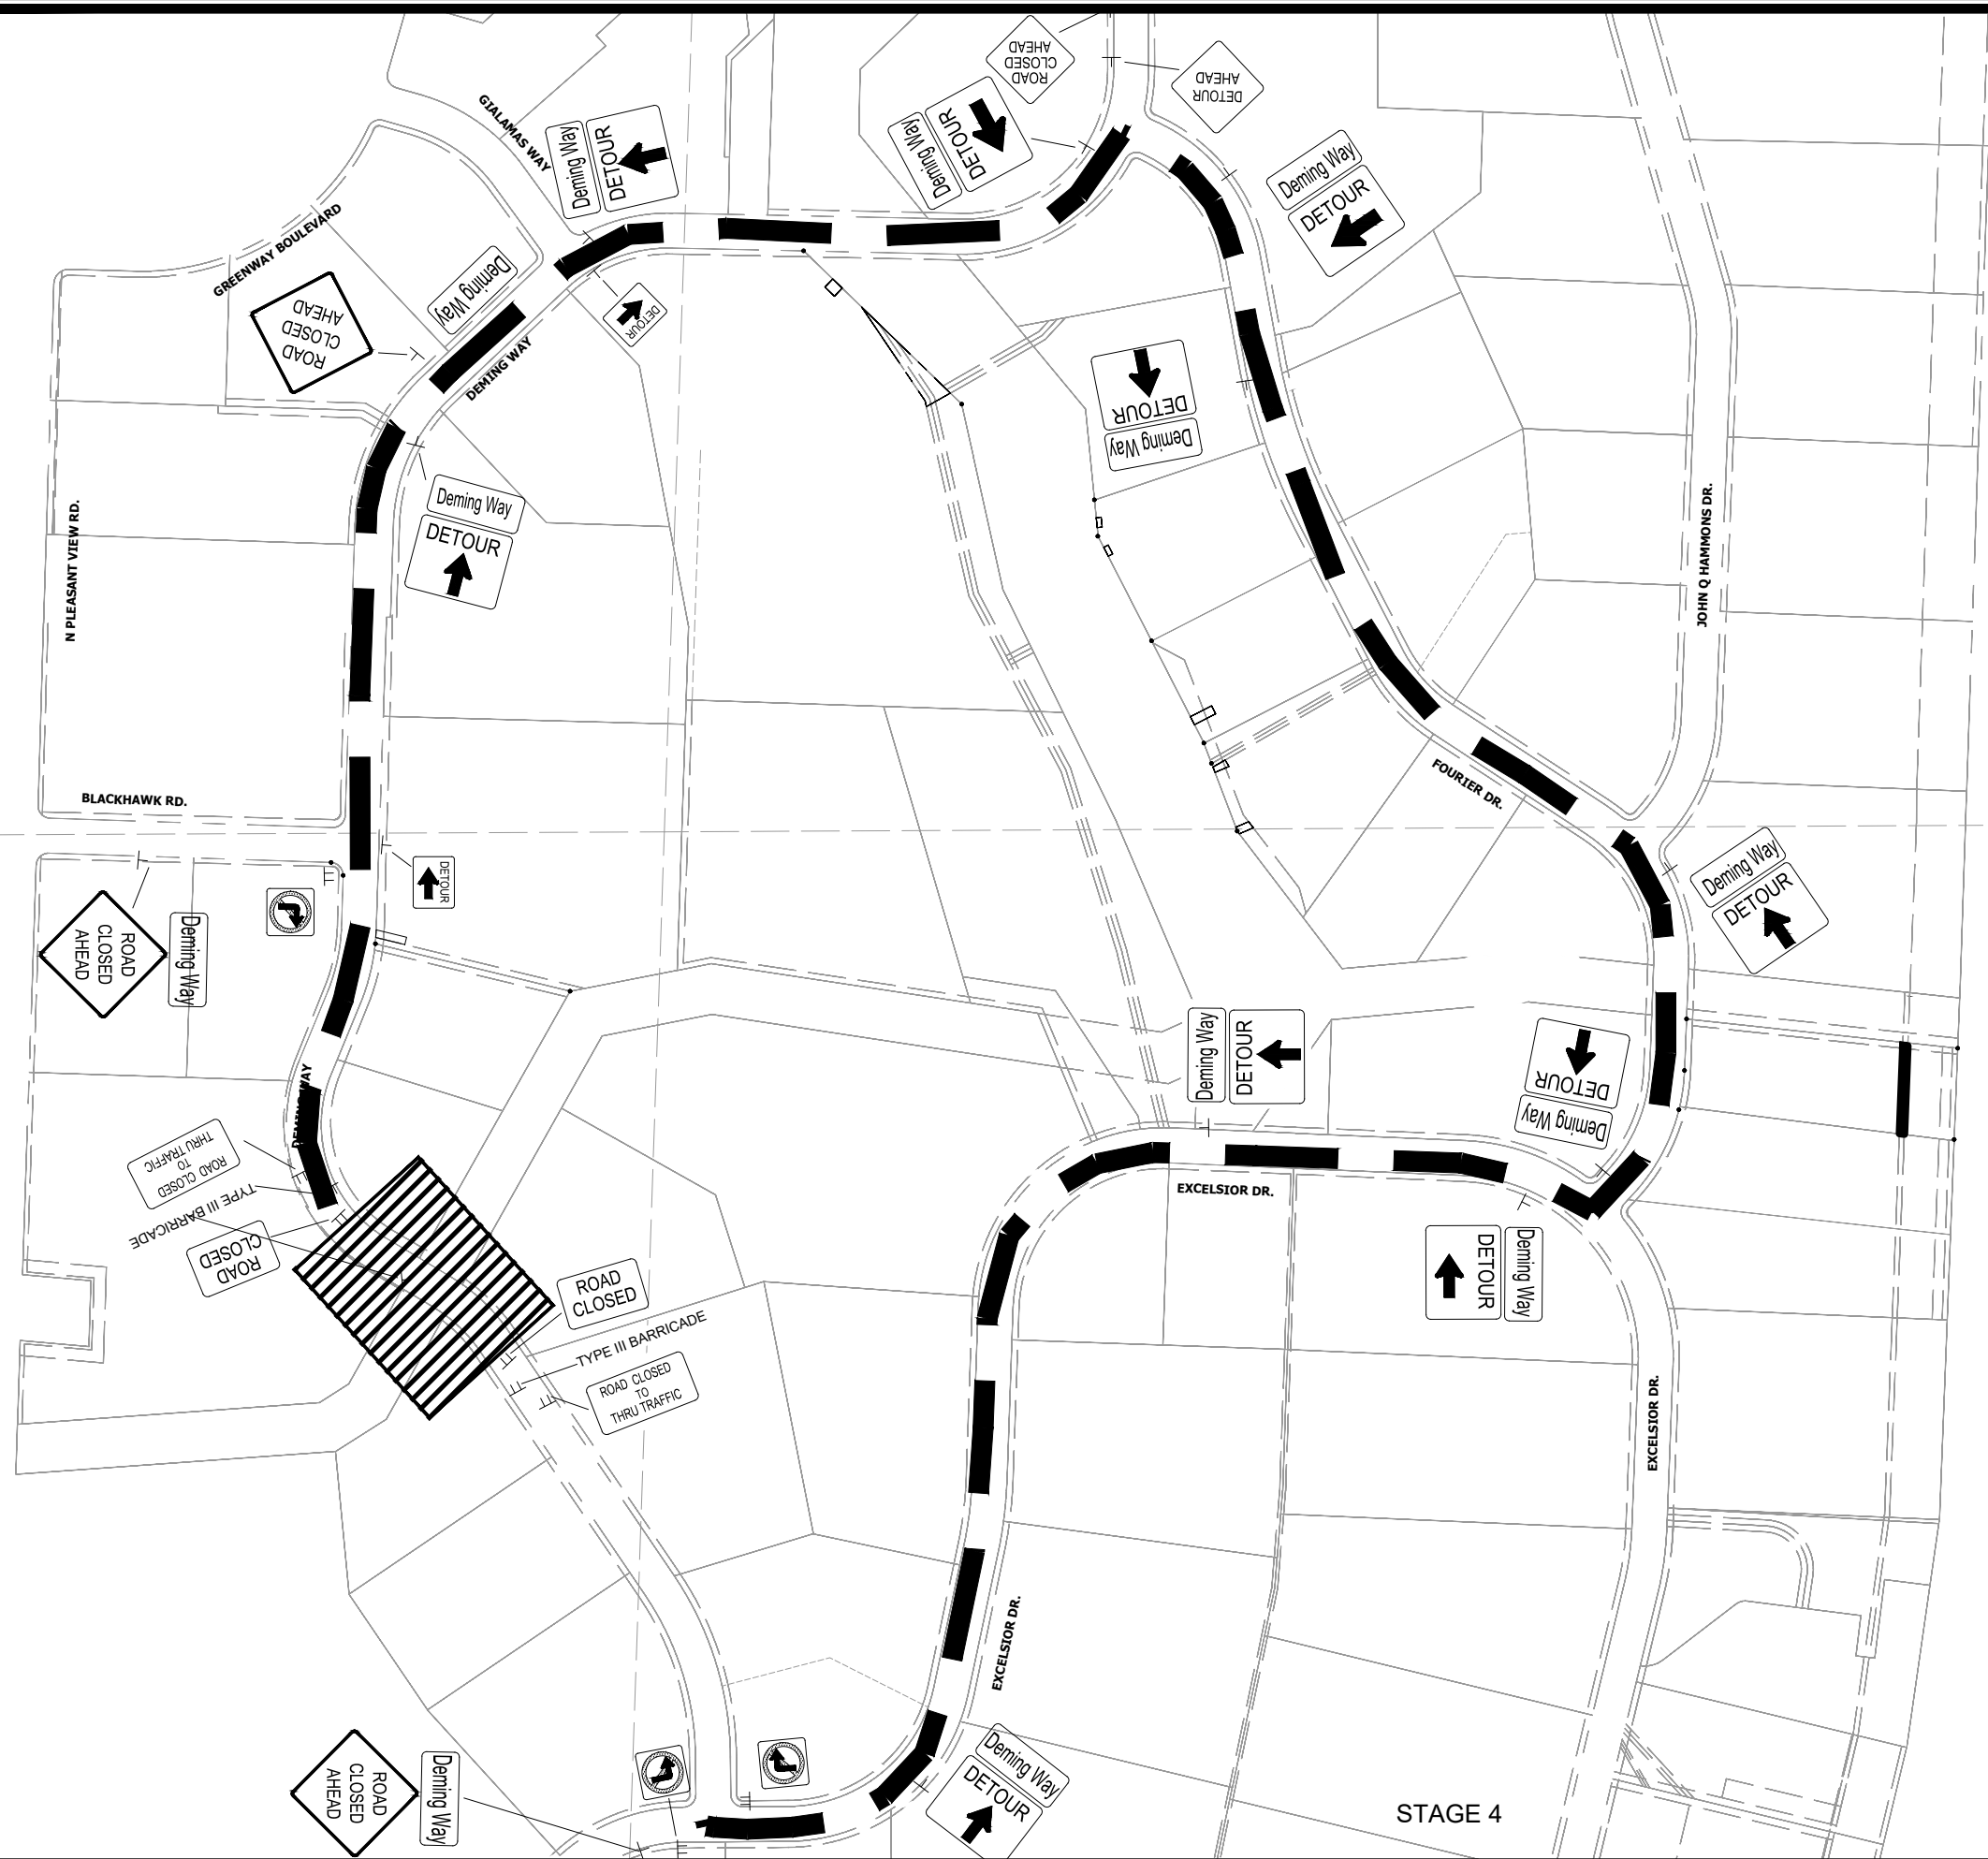 ROAD
CLOSED
AHEAD
DETOUR
AHEAD
GIALAMAS WAY
Deming Way
DETOUR
Deming Way
DETOUR
Deming Way
DETOUR
GREENWAY BOULEVARD
ROAD
CLOSED
AHEAD
Deming Way
DETOUR
DEMING WAY
DETOUR
Deming Way
Deming Way
DETOUR
N PLEASANT VIEW RD.
JOHN Q HAMMONS DR.
BLACKHAWK RD.
FOURIER DR.
DETOUR
ROAD
CLOSED
AHEAD
Deming Way
Deming Way
DETOUR
Deming Way
DETOUR
DETOUR
Deming Way
DEMING WAY
ROAD CLOSED
TO
THRU TRAFFIC
TYPE III BARRICADE
ROAD
CLOSED
EXCELSIOR DR.
DETOUR
Deming Way
ROAD
CLOSED
TYPE III BARRICADE
ROAD CLOSED
TO
THRU TRAFFIC
EXCELSIOR DR.
EXCELSIOR DR.
ROAD
CLOSED
AHEAD
Deming Way
Deming Way
DETOUR
STAGE 4